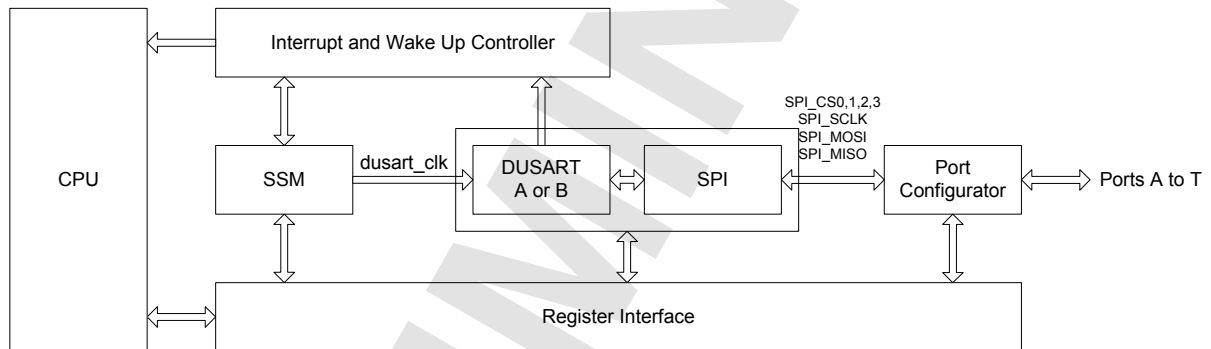 Interrupt and Wake Up Controller
SPI_CS0,1,2,3
SPI_SCLK
SPI_MOSI
SPI_MISO
CPU
SSM
dusart_clk
DUSART
A or B
SPI
Port
Configurator
Ports A to T
Register Interface